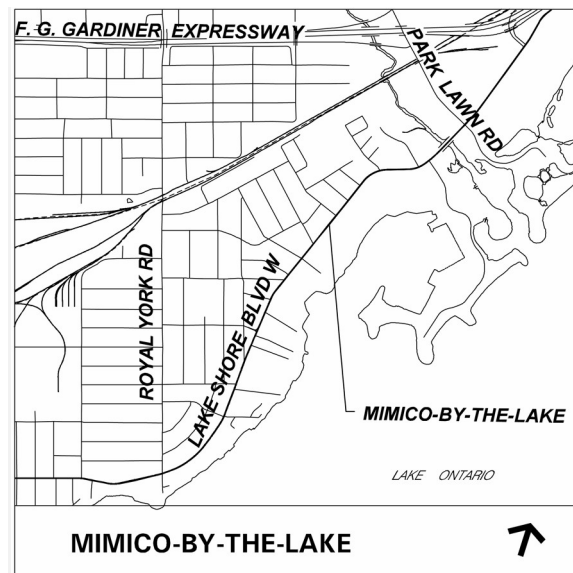 F. G. GARDINER EXPRESSWAY
PARK LAWN RD
ROYAL YORK RD
LAKE SHORE BLVD W
MIMICO-BY-THE-LAKE
LAKE ONTARIO
MIMICO-BY-THE-LAKE